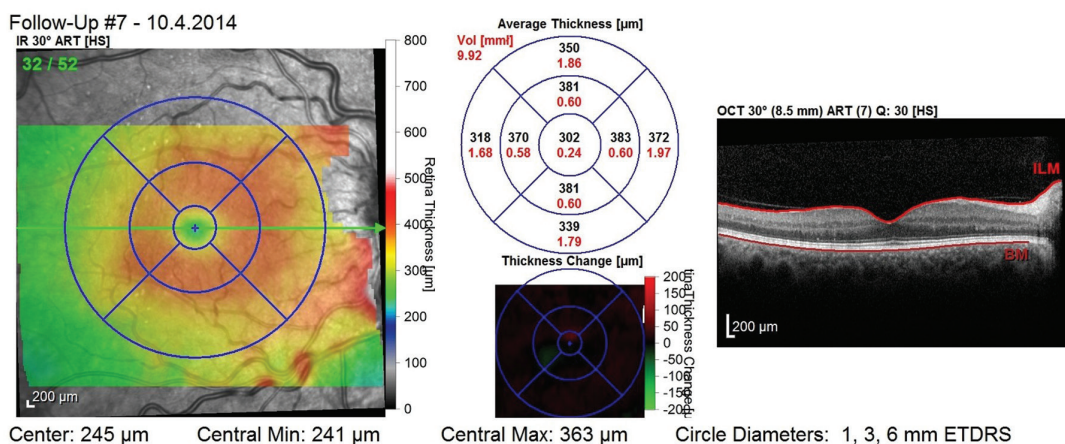 Follow-Up #7 - 10.4.2014
IR 30° ART [HS]
32 / 52
200 µm
800
700
600
500
400
300
200
100
0
Retina Thickness [µm]
Average Thickness [µm]
Vol [mmł]
9.92
350
1.86
381
0.60
318 370 302 383 372
1.68 0.58 0.24 0.60 1.97
381
0.60
339
1.79
Thickness Change [µm]
200
150
100
50
0
-50
-100
-150
-200
tina Thickness Change [
OCT 30° (8.5 mm) ART (7) Q: 30 [HS]
ILM
BM
200 µm
Center: 245 µm Central Min: 241 µm Central Max: 363 µm Circle Diameters: 1, 3, 6 mm ETDRS